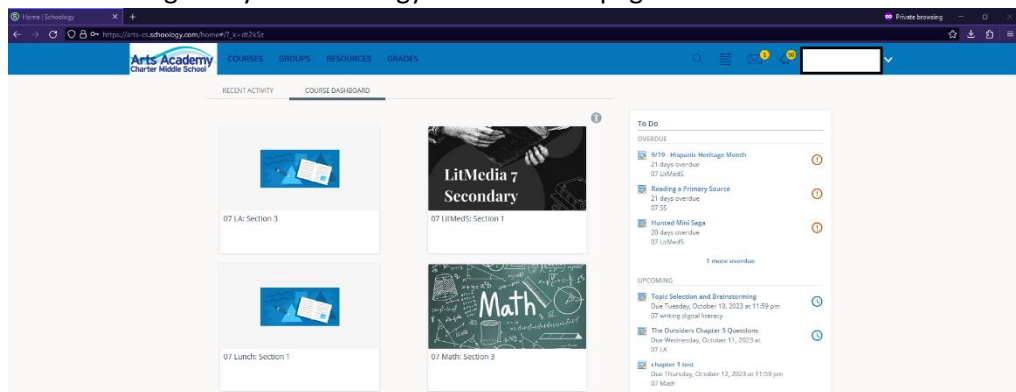 Home | Schoology
Private browsing
https://arts-cs.schoology.com/home#/?_k=dt2k5r
Arts Academy
Charter Middle School
COURSES GROUPS RESOURCES GRADES
RECENT ACTIVITY COURSE DASHBOARD
LitMedia 7
Secondary
07 LA: Section 3
07 LitMedS: Section 1
Math
07 Lunch: Section 1
07 Math: Section 3
To Do
OVERDUE
9/19 - Hispanic Heritage Month
21 days overdue
07 LitMedS
Reading a Primary Source
21 days overdue
07 SS
Hunted Mini Saga
20 days overdue
07 LitMedS
1 more overdue
UPCOMING
Topic Selection and Brainstorming
Due Tuesday, October 10, 2023 at 11:59 pm
07 writing digital literacy
The Outsiders Chapter 5 Questions
Due Wednesday, October 11, 2023 at
07 LA
chapter 1 test
Due Thursday, October 12, 2023 at 11:59 pm
07 Math